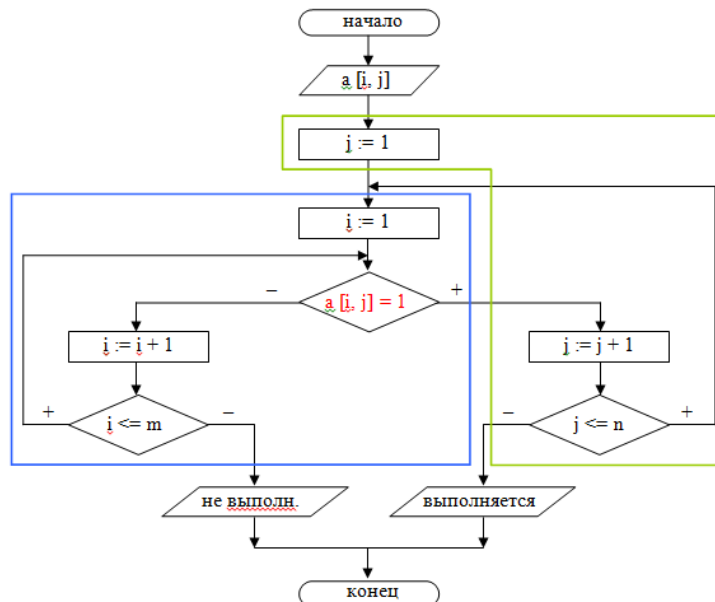 начало
a [i, j]
j := 1
i := 1
a [i, j] = 1
–
+
i := i + 1
j := j + 1
+
i <= m
–
–
j <= n
+
не выполн.
выполняется
конец